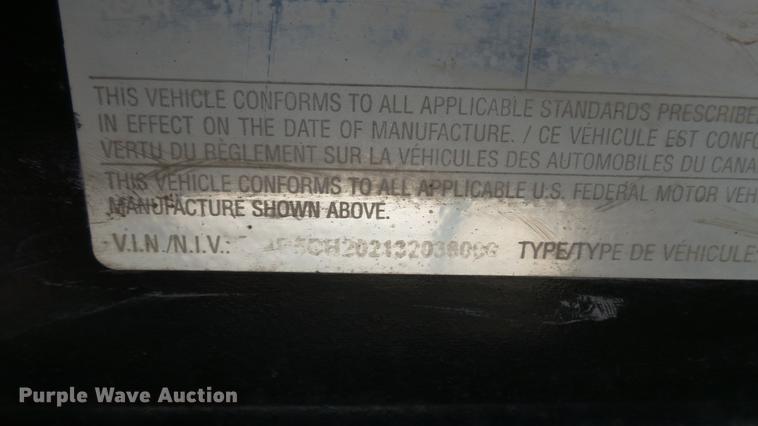 THIS VEHICLE CONFORMS TO ALL APPLICABLE STANDARDS PRESCRIBE
IN EFFECT ON THE DATE OF MANUFACTURE. / CE VÉHICULE EST CONFO
VERTU DU RÈGLEMENT SUR LA VÉHICULES DES AUTOMOBILES DU CANA
THIS VEHICLE CONFORMS TO ALL APPLICABLE U.S. FEDERAL MOTOR VEH
MANUFACTURE SHOWN ABOVE.
V.I.N./N.I.V.: TYPE/TYPE DE VÉHICULE:
Purple Wave Auction